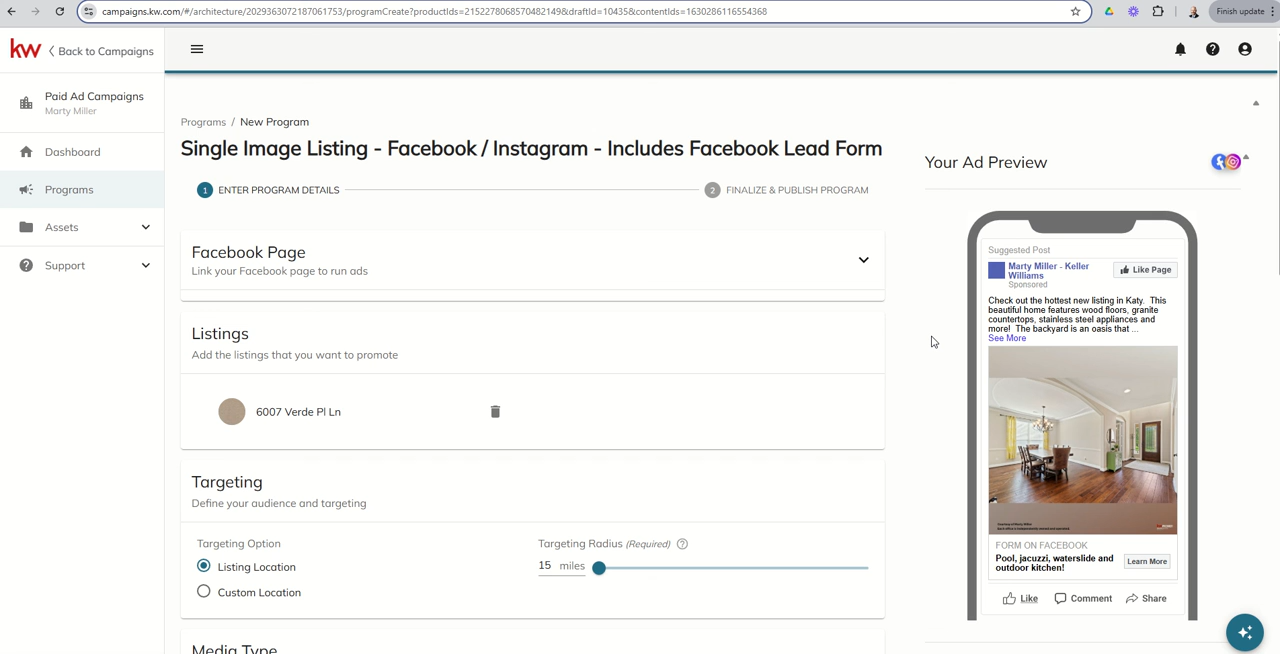 campaigns.kw.com/#/architecture/2029363072187061753/programCreate?productIds=2152278068570482149&draftId=10435&contentIds=1630286116554368
Finish update
kw
Back to Campaigns
Paid Ad Campaigns
Marty Miller
Dashboard
Programs
Assets
Support
Programs / New Program
Single Image Listing - Facebook / Instagram - Includes Facebook Lead Form
1 ENTER PROGRAM DETAILS
2 FINALIZE & PUBLISH PROGRAM
Facebook Page
Link your Facebook page to run ads
Listings
Add the listings that you want to promote
6007 Verde Pl Ln
Targeting
Define your audience and targeting
Targeting Option
Listing Location
Custom Location
Targeting Radius (Required)
15 miles
Media Type
Your Ad Preview
Suggested Post
Marty Miller - Keller
Williams
Sponsored
Like Page
Check out the hottest new listing in Katy. This
beautiful home features wood floors, granite
countertops, stainless steel appliances and
more! The backyard is an oasis that ...
See More
FORM ON FACEBOOK
Pool, jacuzzi, waterslide and
outdoor kitchen!
Learn More
Like
Comment
Share